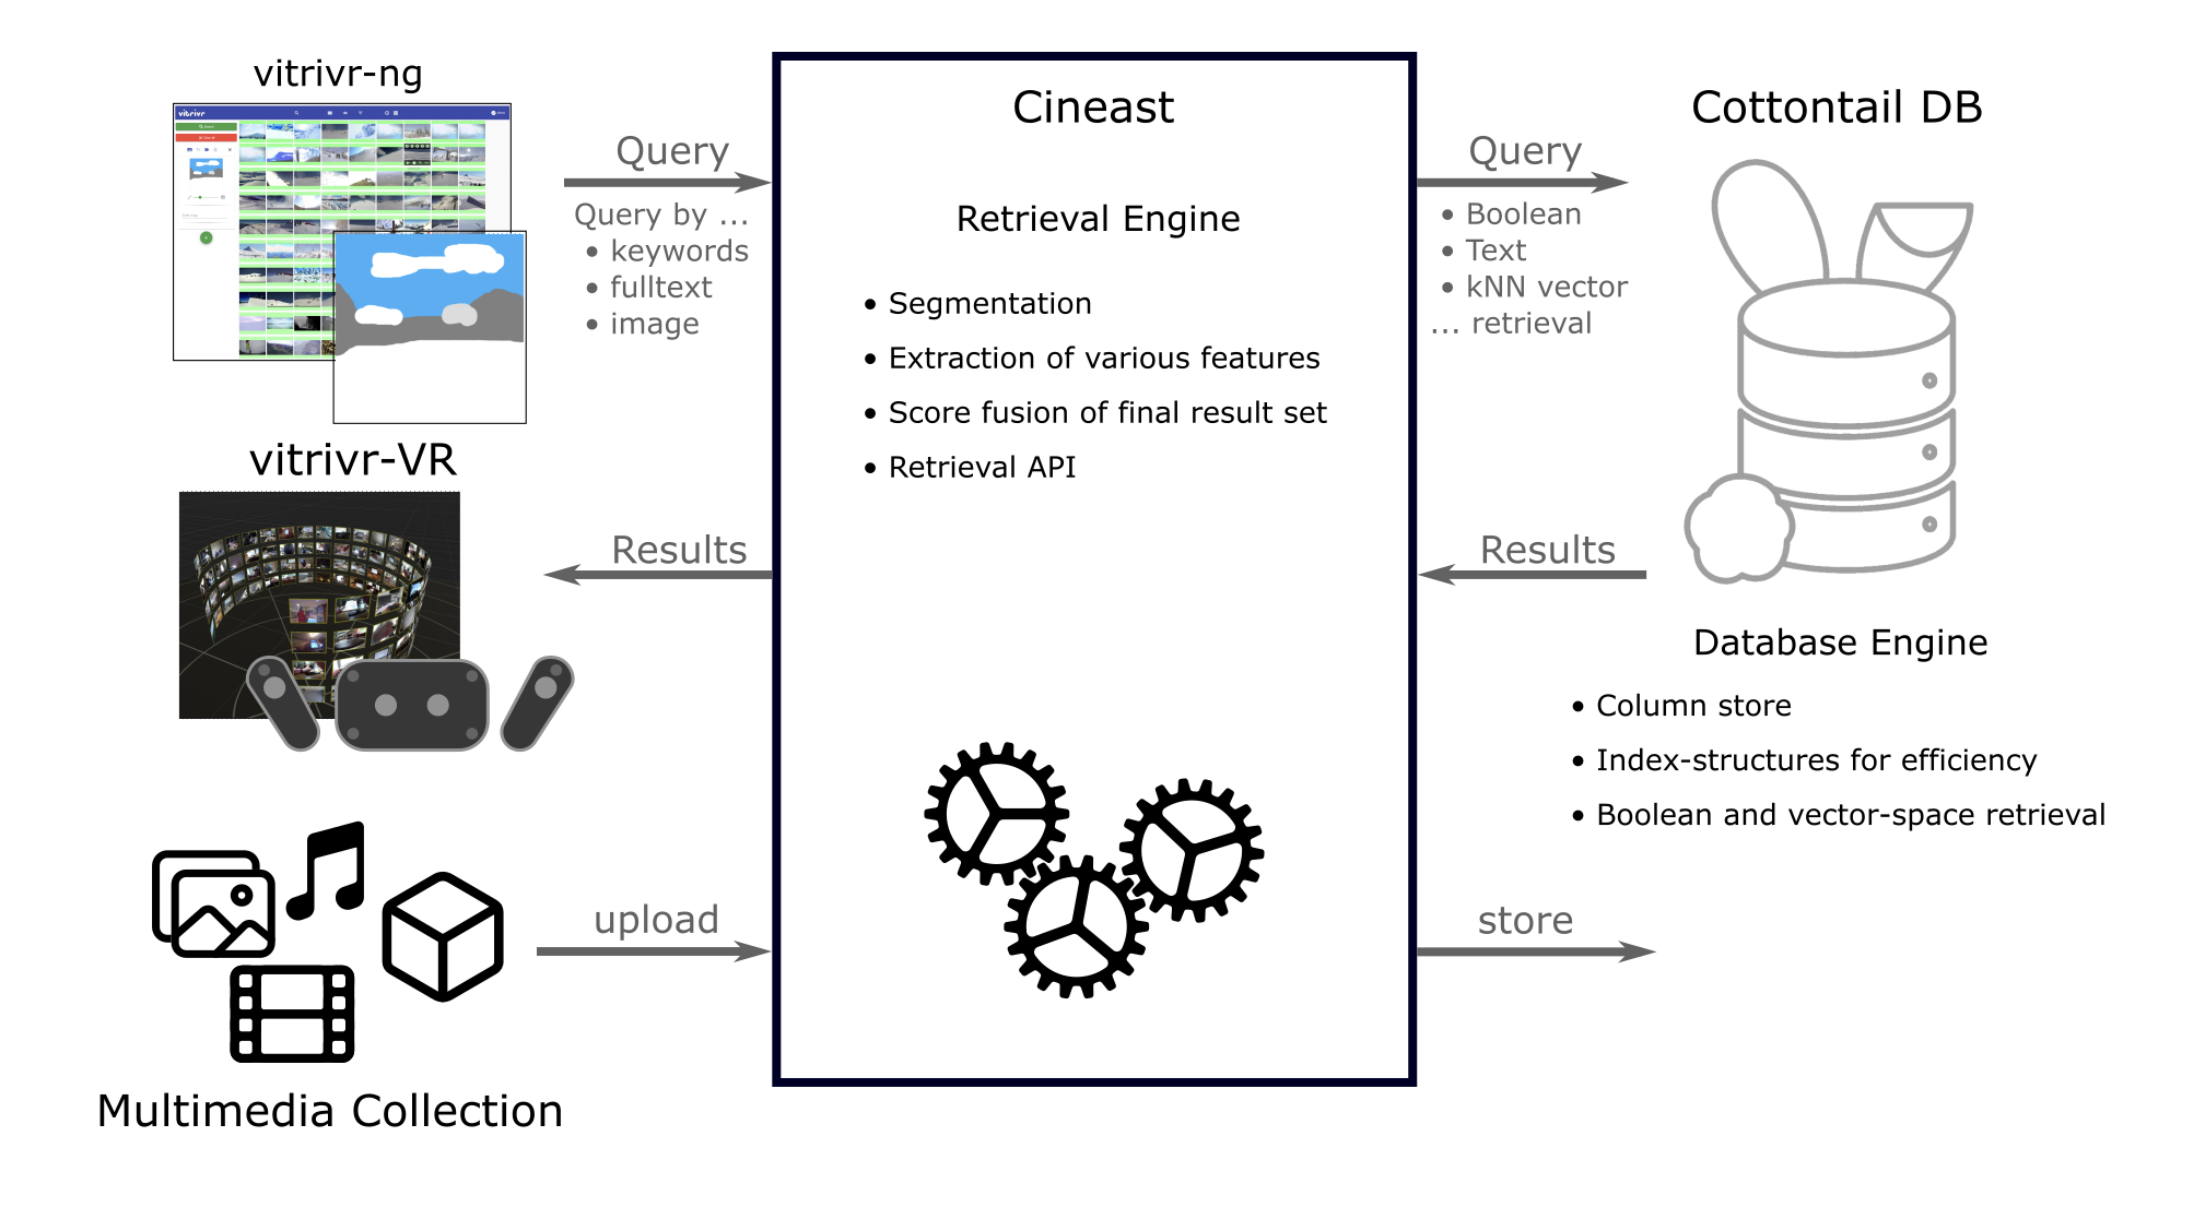 vitrivr-ng
vitrivr
Query
Query by ...
• keywords
• fulltext
• image
vitrivr-VR
Results
upload
Multimedia Collection
Cineast
Retrieval Engine
• Segmentation
• Extraction of various features
• Score fusion of final result set
• Retrieval API
Query
• Boolean
• Text
• kNN vector
... retrieval
Results
store
Cottontail DB
Database Engine
• Column store
• Index-structures for efficiency
• Boolean and vector-space retrieval